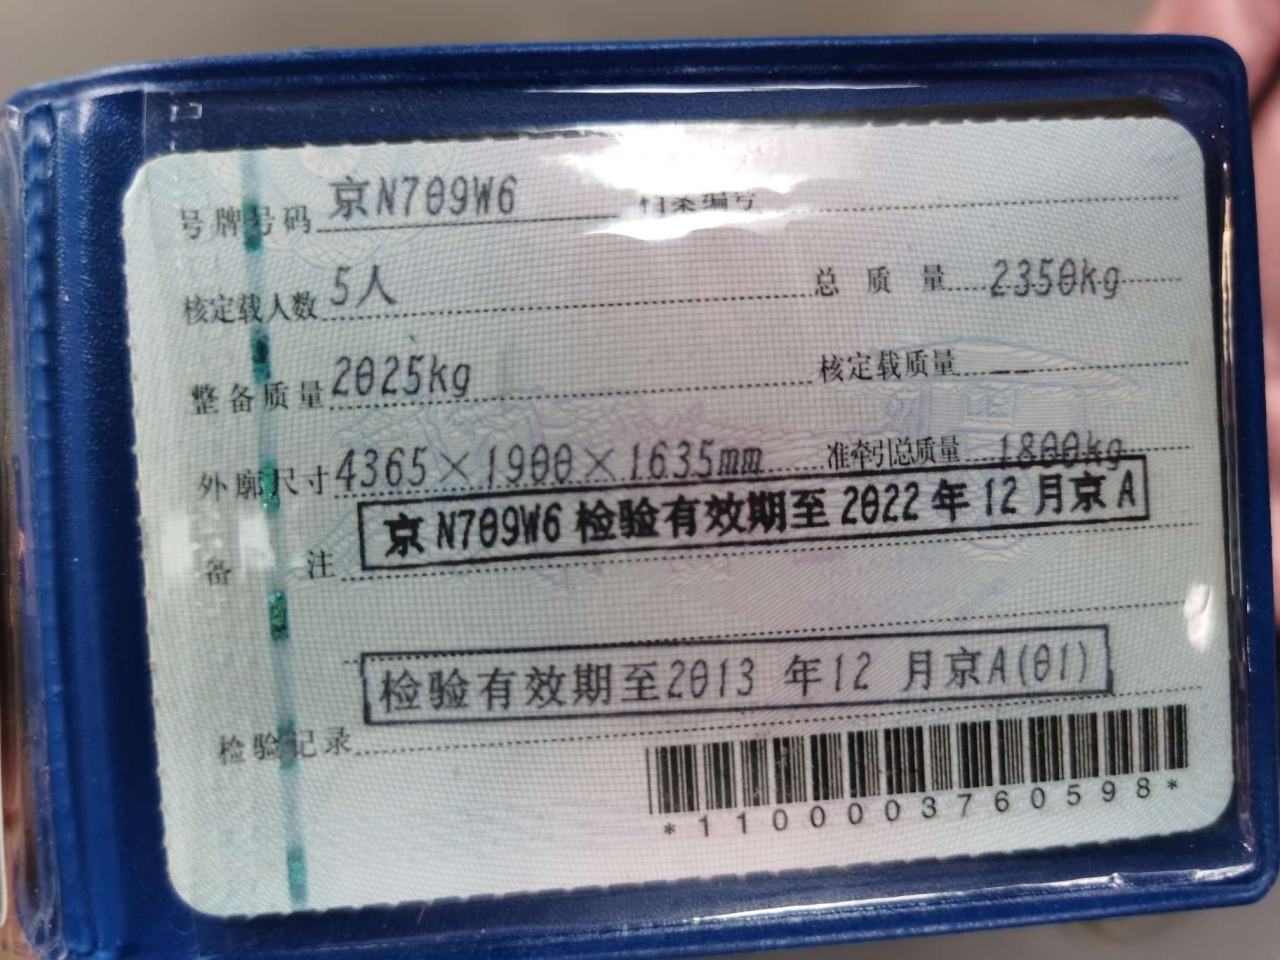 号牌号码 京N709W6 档案编号
核定载人数 5人 总质量 2350kg
整备质量 2025kg 核定载质量 --
外廓尺寸 4365×1900×1635mm 准牵引总质量 1800kg
京N709W6检验有效期至2022年12月京A
备注
检验有效期至2013 年12 月京A(01)
检验记录
*1100003760598*